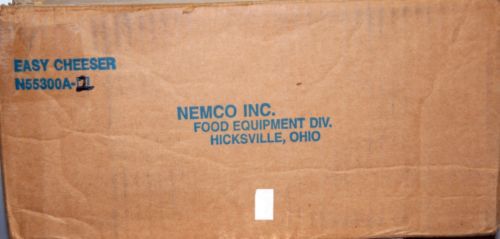 EASY CHEESER
N55300A-
NEMCO INC.
FOOD EQUIPMENT DIV.
HICKSVILLE, OHIO